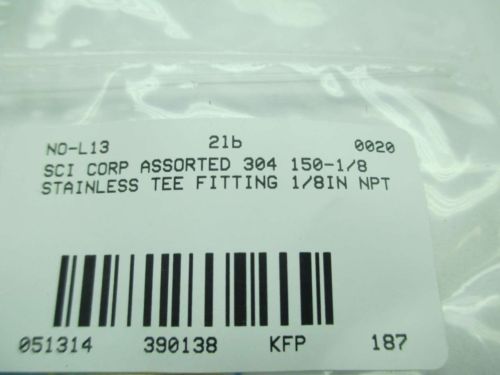 NO-L13 2lb 0020
SCI CORP ASSORTED 304 150-1/8
STAINLESS TEE FITTING 1/8IN NPT
051314 390138 KFP 187